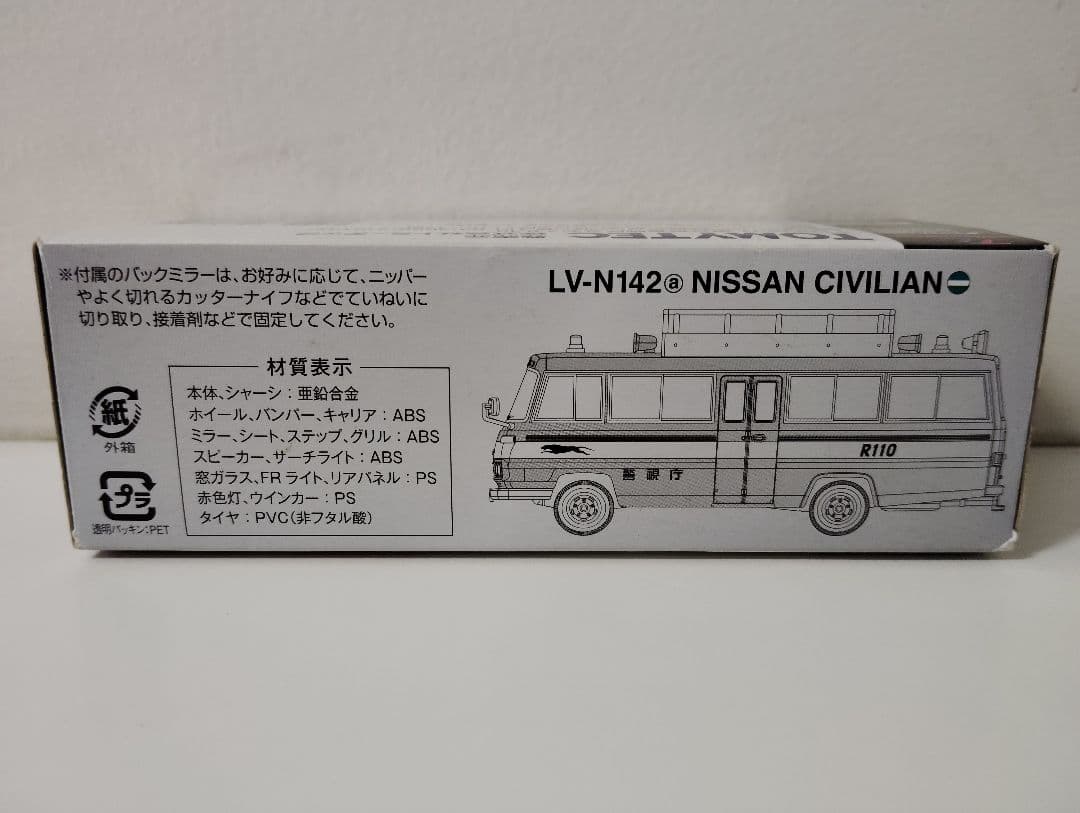 TOMYTEC
※付属のバックミラーは、お好みに応じて、ニッパー
やよく切れるカッターナイフなどでていねいに
切り取り、接着剤などで固定してください。
LV-N142ⓐ NISSAN CIVILIAN
材質表示
本体、シャーシ：亜鉛合金
ホイール、バンパー、キャリア：ABS
ミラー、シート、ステップ、グリル：ABS
スピーカー、サーチライト：ABS
窓ガラス、FRライト、リアパネル：PS
赤色灯、ウインカー：PS
タイヤ：PVC（非フタル酸）
紙
外箱
プラ
透明パッキン：PET
R110
警視庁